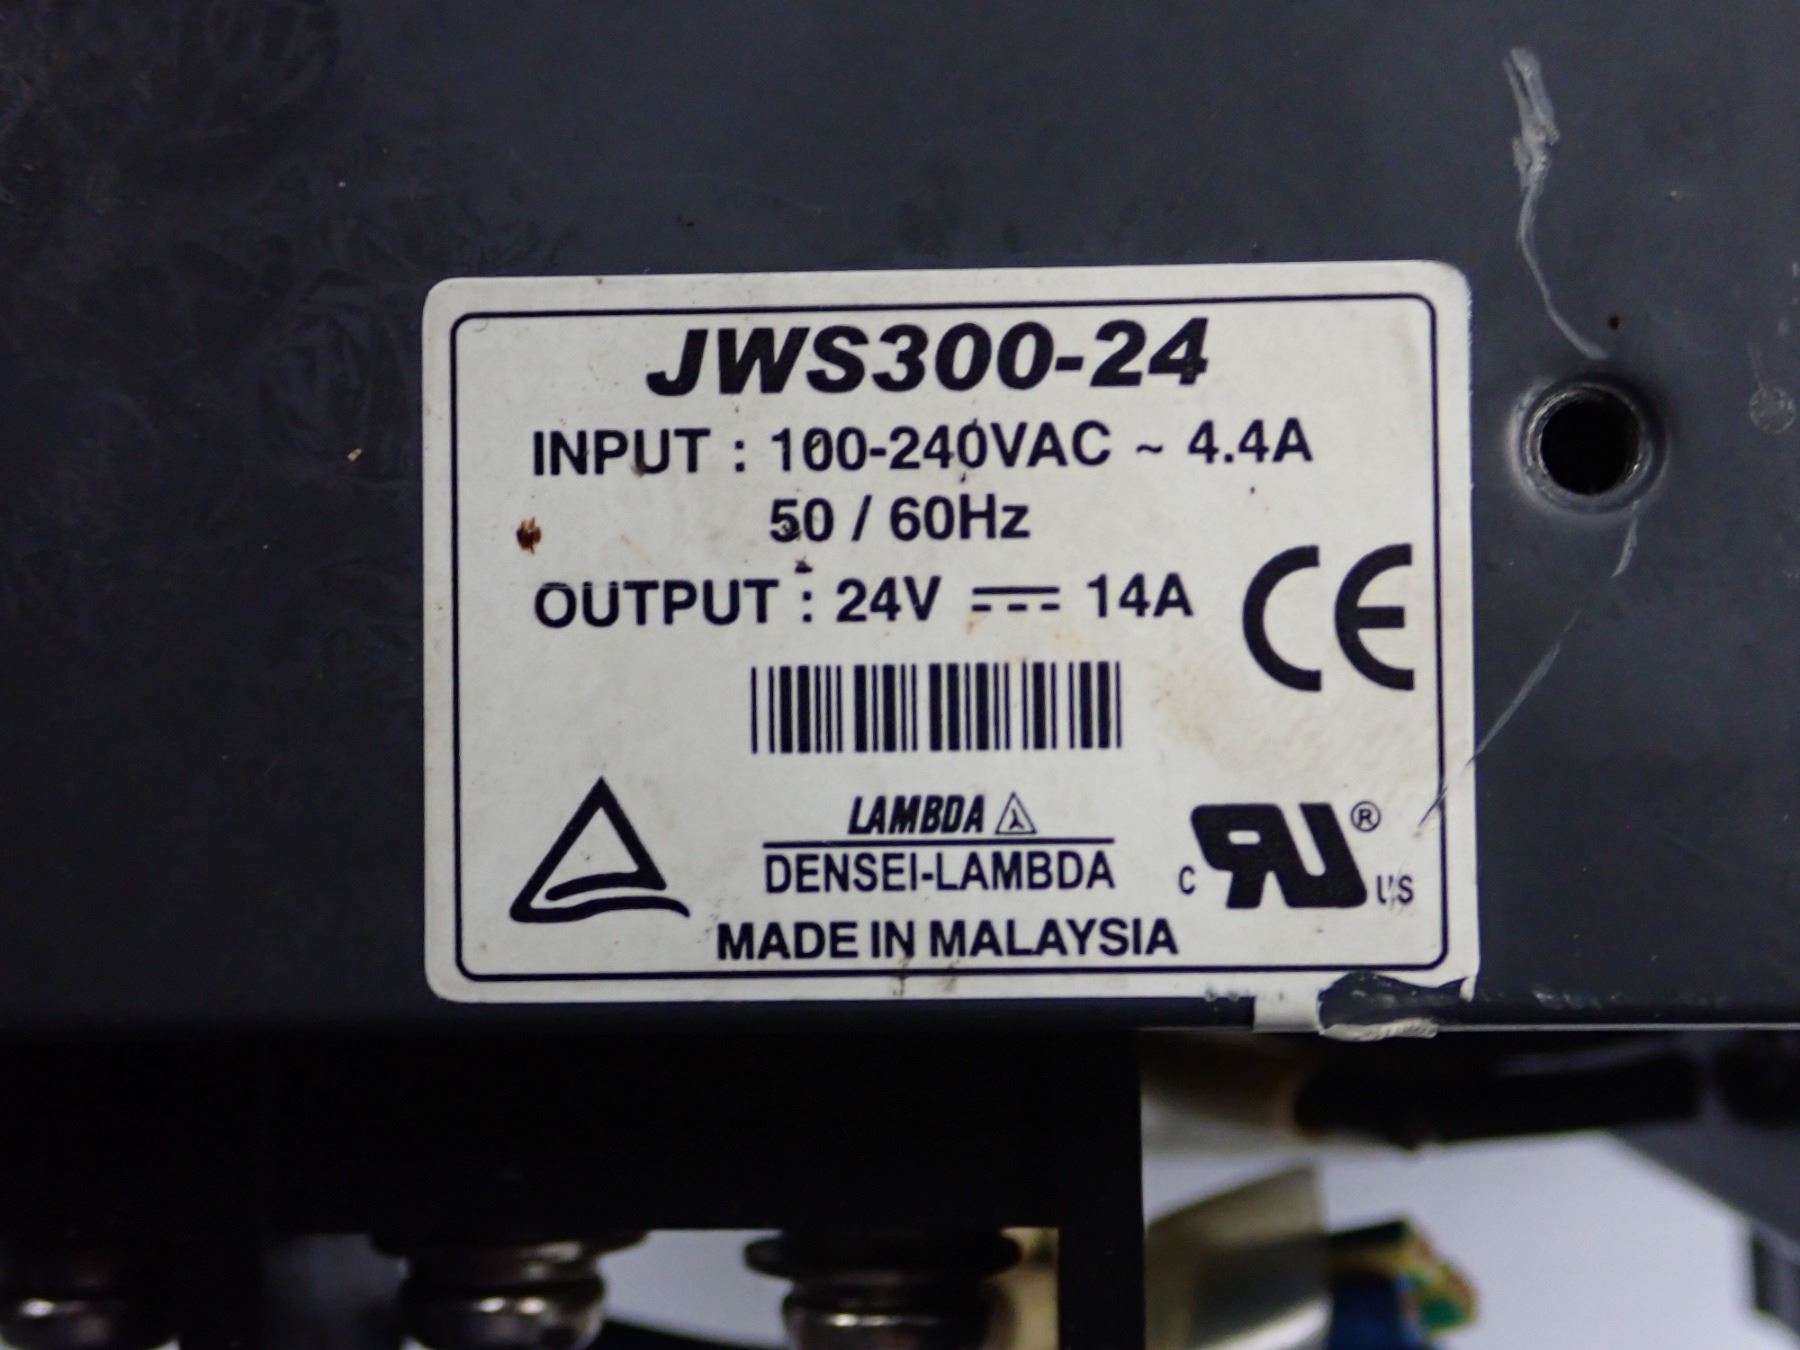 JWS300-24
INPUT : 100-240VAC ~ 4.4A
50 / 60Hz
OUTPUT : 24V ⎓ 14A
CE
LAMBDA
DENSEI-LAMBDA
C RU ® US
MADE IN MALAYSIA